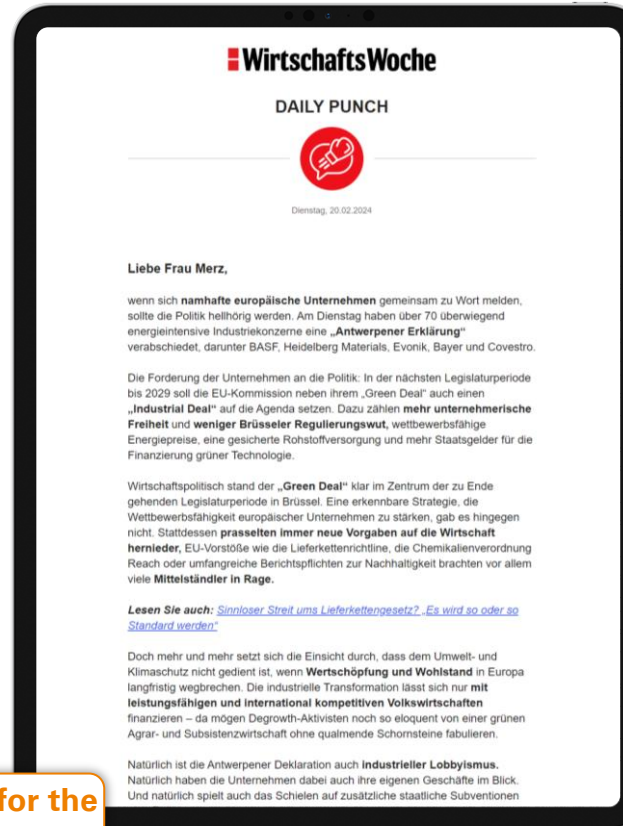 WirtschaftsWoche
DAILY PUNCH
Dienstag, 20.02.2024
Liebe Frau Merz,
wenn sich namhafte europäische Unternehmen gemeinsam zu Wort melden,
sollte die Politik hellhörig werden. Am Dienstag haben über 70 überwiegend
energieintensive Industriekonzerne eine „Antwerpener Erklärung"
verabschiedet, darunter BASF, Heidelberg Materials, Evonik, Bayer und Covestro.
Die Forderung der Unternehmen an die Politik: In der nächsten Legislaturperiode
bis 2029 soll die EU-Kommission neben ihrem „Green Deal" auch einen
„Industrial Deal" auf die Agenda setzen. Dazu zählen mehr unternehmerische
Freiheit und weniger Brüsseler Regulierungswut, wettbewerbsfähige
Energiepreise, eine gesicherte Rohstoffversorgung und mehr Staatsgelder für die
Finanzierung grüner Technologie.
Wirtschaftspolitisch stand der „Green Deal" klar im Zentrum der zu Ende
gehenden Legislaturperiode in Brüssel. Eine erkennbare Strategie, die
Wettbewerbsfähigkeit europäischer Unternehmen zu stärken, gab es hingegen
nicht. Stattdessen prasselten immer neue Vorgaben auf die Wirtschaft
hernieder, EU-Vorstöße wie die Lieferkettenrichtline, die Chemikalienverordnung
Reach oder umfangreiche Berichtspflichten zur Nachhaltigkeit brachten vor allem
viele Mittelständler in Rage.
Lesen Sie auch: Sinnloser Streit ums Lieferkettengesetz? „Es wird so oder so
Standard werden"
Doch mehr und mehr setzt sich die Einsicht durch, dass dem Umwelt- und
Klimaschutz nicht gedient ist, wenn Wertschöpfung und Wohlstand in Europa
langfristig wegbrechen. Die industrielle Transformation lässt sich nur mit
leistungsfähigen und international kompetitiven Volkswirtschaften
finanzieren – da mögen Degrowth-Aktivisten noch so eloquent von einer grünen
Agrar- und Subsistenzwirtschaft ohne qualmende Schornsteine fabulieren.
Natürlich ist die Antwerpener Deklaration auch industrieller Lobbyismus.
Natürlich haben die Unternehmen dabei auch ihre eigenen Geschäfte im Blick.
Und natürlich spielt auch das Schielen auf zusätzliche staatliche Subventionen
for the